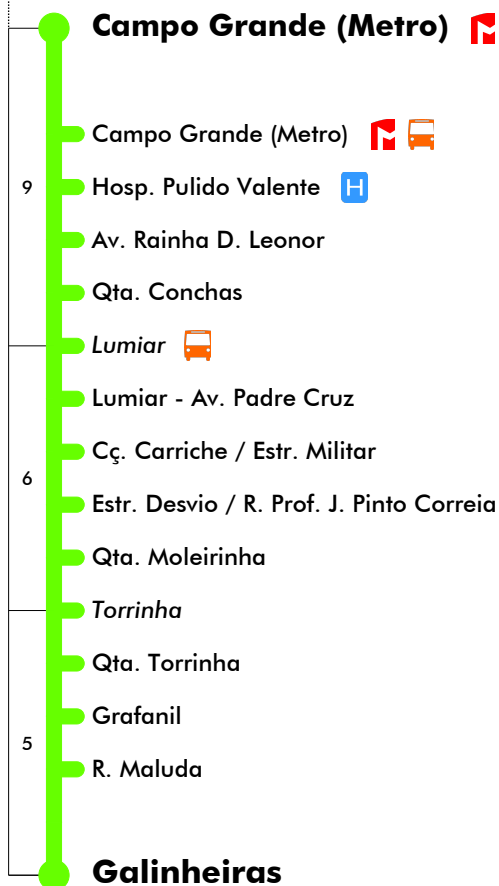 Campo Grande (Metro)
Campo Grande (Metro)
9
Hosp. Pulido Valente H
Av. Rainha D. Leonor
Qta. Conchas
Lumiar
Lumiar - Av. Padre Cruz
Cç. Carriche / Estr. Militar
6
Estr. Desvio / R. Prof. J. Pinto Correia
Qta. Moleirinha
Torrinha
Qta. Torrinha
Grafanil
5
R. Maluda
Galinheiras